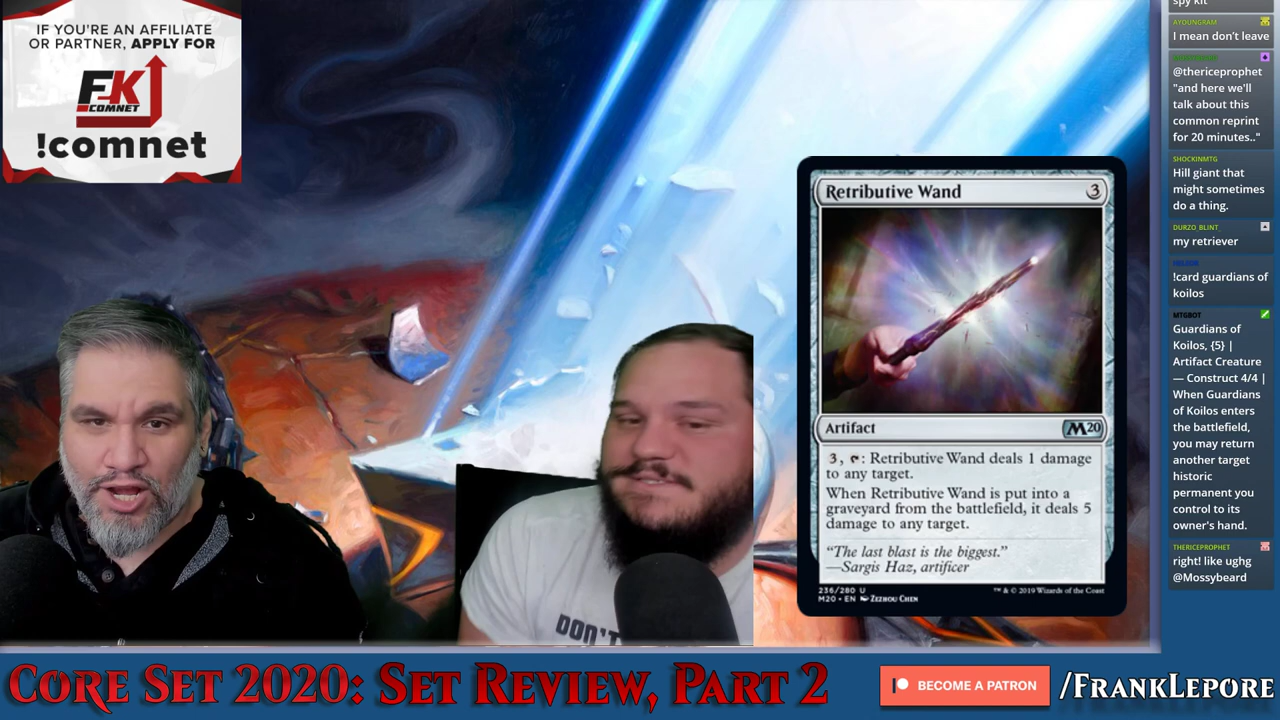 IF YOU'RE AN AFFILIATE
OR PARTNER, APPLY FOR
FK
COMNET
!comnet
Retributive Wand 3
Artifact M20
3, T: Retributive Wand deals 1 damage
to any target.
When Retributive Wand is put into a
graveyard from the battlefield, it deals 5
damage to any target.
"The last blast is the biggest."
—Sargis Haz, artificer
236/280 U
M20 • EN Zezhou Chen
™ & © 2019 Wizards of the Coast
DON'T
spy kit
AYOUNGRAM
I mean don't leave
@thericeprophet
"and here we'll
talk about this
common reprint
for 20 minutes.."
SHOCKINMTG
Hill giant that
might sometimes
do a thing.
DURZO_BLINT_
my retriever
!card guardians of
koilos
MTGBOT
Guardians of
Koilos, {5} |
Artifact Creature
— Construct 4/4 |
When Guardians
of Koilos enters
the battlefield,
you may return
another target
historic
permanent you
control to its
owner's hand.
THERICEPROPHET
right! like ughg
@Mossybeard
Core Set 2020: Set Review, Part 2
BECOME A PATRON
/FrankLepore